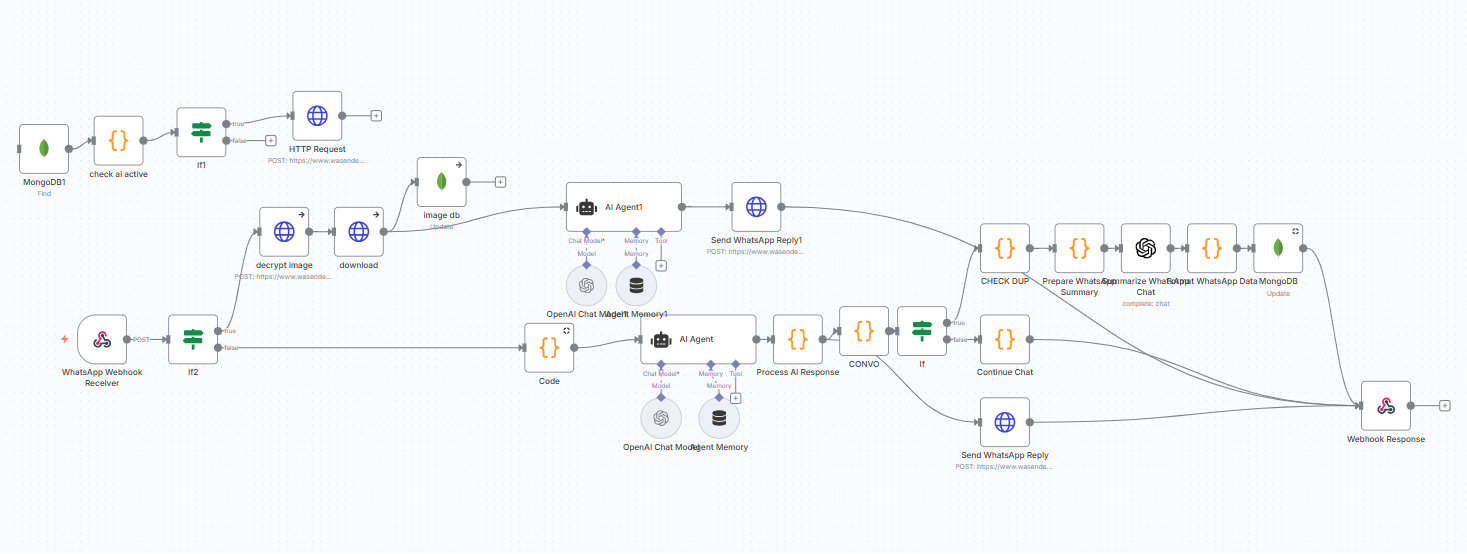 true
false
HTTP Request
POST: https://www.wasende...
If1
check ai active
MongoDB1
Find
image db
Update
AI Agent1
Chat Model*
Memory
Tool
Model
Memory
Send WhatsApp Reply1
POST: https://www.wasende...
decrypt image
POST: https://www.wasende...
download
OpenAI Chat Model1
Agent Memory1
CHECK DUP
Prepare WhatsApp
Summary
Summarize WhatsApp
Chat
complete: chat
Format WhatsApp Data
MongoDB
Update
POST
WhatsApp Webhook
Receiver
true
false
If2
Code
AI Agent
Chat Model*
Memory
Tool
Model
Memory
OpenAI Chat Model
Agent Memory
Process AI Response
CONVO
true
false
If
Continue Chat
Send WhatsApp Reply
POST: https://www.wasende...
Webhook Response